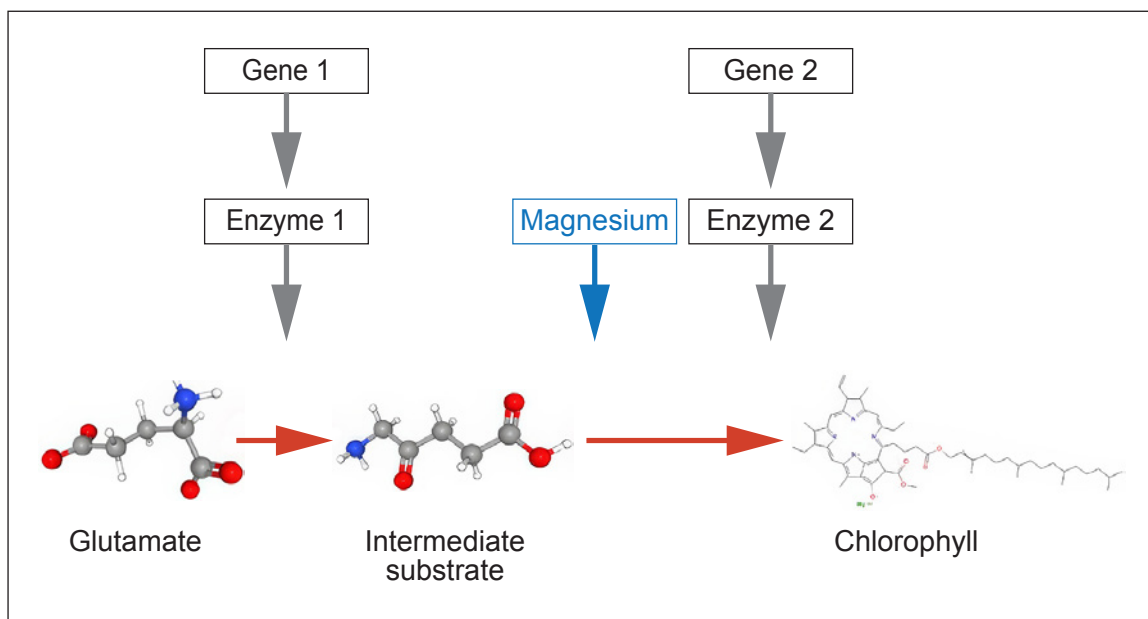 Gene 1
Gene 2
Enzyme 1
Magnesium
Enzyme 2
Glutamate
Intermediate
substrate
Chlorophyll